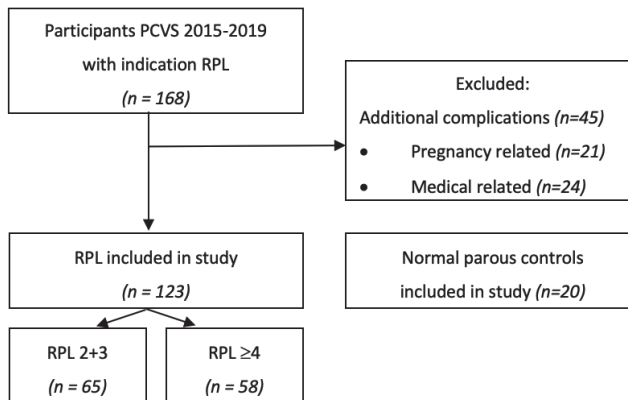 Participants PCVS 2015-2019
with indication RPL
(n = 168)
Excluded:
Additional complications (n=45)
• Pregnancy related (n=21)
• Medical related (n=24)
RPL included in study
(n = 123)
Normal parous controls
included in study (n=20)
RPL 2+3
(n = 65)
RPL ≥4
(n = 58)